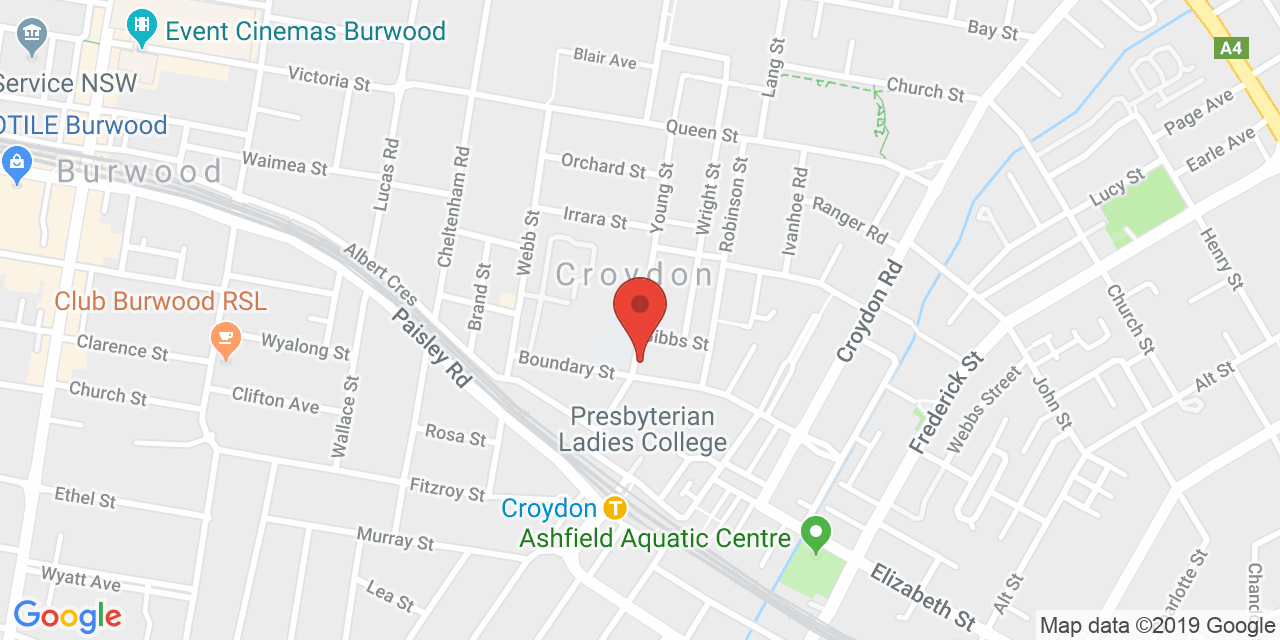 Event Cinemas Burwood
Bay St
A4
Blair Ave
Lang St
Victoria St
Service NSW
Church St
Page Ave
OTILE Burwood
Queen St
Earle Ave
Waimea St
Burwood
Lucas Rd
Orchard St
Cheltenham Rd
Young St
Wright St
Robinson St
Ivanhoe Rd
Lucy St
Irrara St
Ranger Rd
Webb St
Henry St
Albert Cres
Croydon
Brand St
Club Burwood RSL
Croydon Rd
Church St
Paisley Rd
Clarence St
Wyalong St
Gibbs St
Boundary St
Alt St
Church St
Clifton Ave
Wallace St
Frederick St
Webbs Street
John St
Presbyterian
Ladies College
Rosa St
Ethel St
Fitzroy St
Croydon
T
Ashfield Aquatic Centre
Murray St
Wyatt Ave
Lea St
Elizabeth St
Alt St
arlotte St
Chanc
Google
Map data ©2019 Google